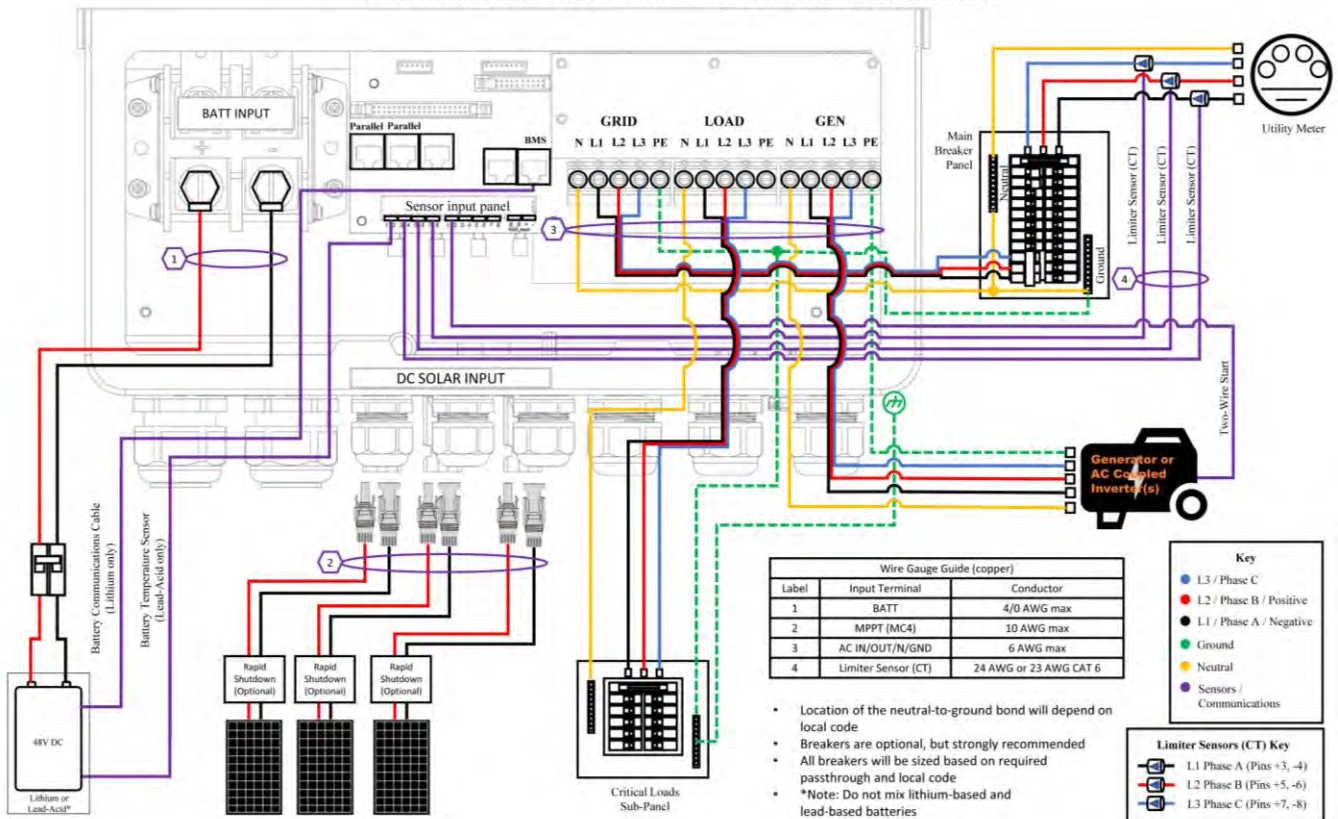 BATT INPUT
+
-
Parallel Parallel
BMS
Sensor input panel
GRID
N L1 L2 L3 PE
LOAD
N L1 L2 L3 PE
GEN
N L1 L2 L3 PE
1
3
DC SOLAR INPUT
Main
Breaker
Panel
Neutral
Ground
Limiter Sensor (CT)
Limiter Sensor (CT)
Limiter Sensor (CT)
4
Utility Meter
Two-Wire Start
Generator or
AC Coupled
Inverter(s)
Battery Communications Cable
(Lithium only)
Battery Temperature Sensor
(Lead-Acid only)
2
Rapid
Shutdown
(Optional)
Rapid
Shutdown
(Optional)
Rapid
Shutdown
(Optional)
48V DC
Lithium or
Lead-Acid*
Critical Loads
Sub-Panel
Wire Gauge Guide (copper)
Label Input Terminal Conductor
1 BATT 4/0 AWG max
2 MPPT (MC4) 10 AWG max
3 AC IN/OUT/N/GND 6 AWG max
4 Limiter Sensor (CT) 24 AWG or 23 AWG CAT 6
• Location of the neutral-to-ground bond will depend on
local code
• Breakers are optional, but strongly recommended
• All breakers will be sized based on required
passthrough and local code
• *Note: Do not mix lithium-based and
lead-based batteries
Key
L3 / Phase C
L2 / Phase B / Positive
L1 / Phase A / Negative
Ground
Neutral
Sensors /
Communications
Limiter Sensors (CT) Key
L1 Phase A (Pins +3, -4)
L2 Phase B (Pins +5, -6)
L3 Phase C (Pins +7, -8)